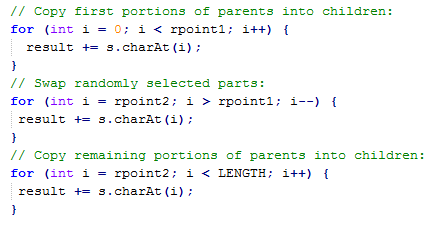 // Copy first portions of parents into children:
for (int i = 0; i < rpoint1; i++) {
  result += s.charAt(i);
}
// Swap randomly selected parts:
for (int i = rpoint2; i > rpoint1; i--) {
 result += s.charAt(i);
}
// Copy remaining portions of parents into children:
for (int i = rpoint2; i < LENGTH; i++) {
 result += s.charAt(i);
}